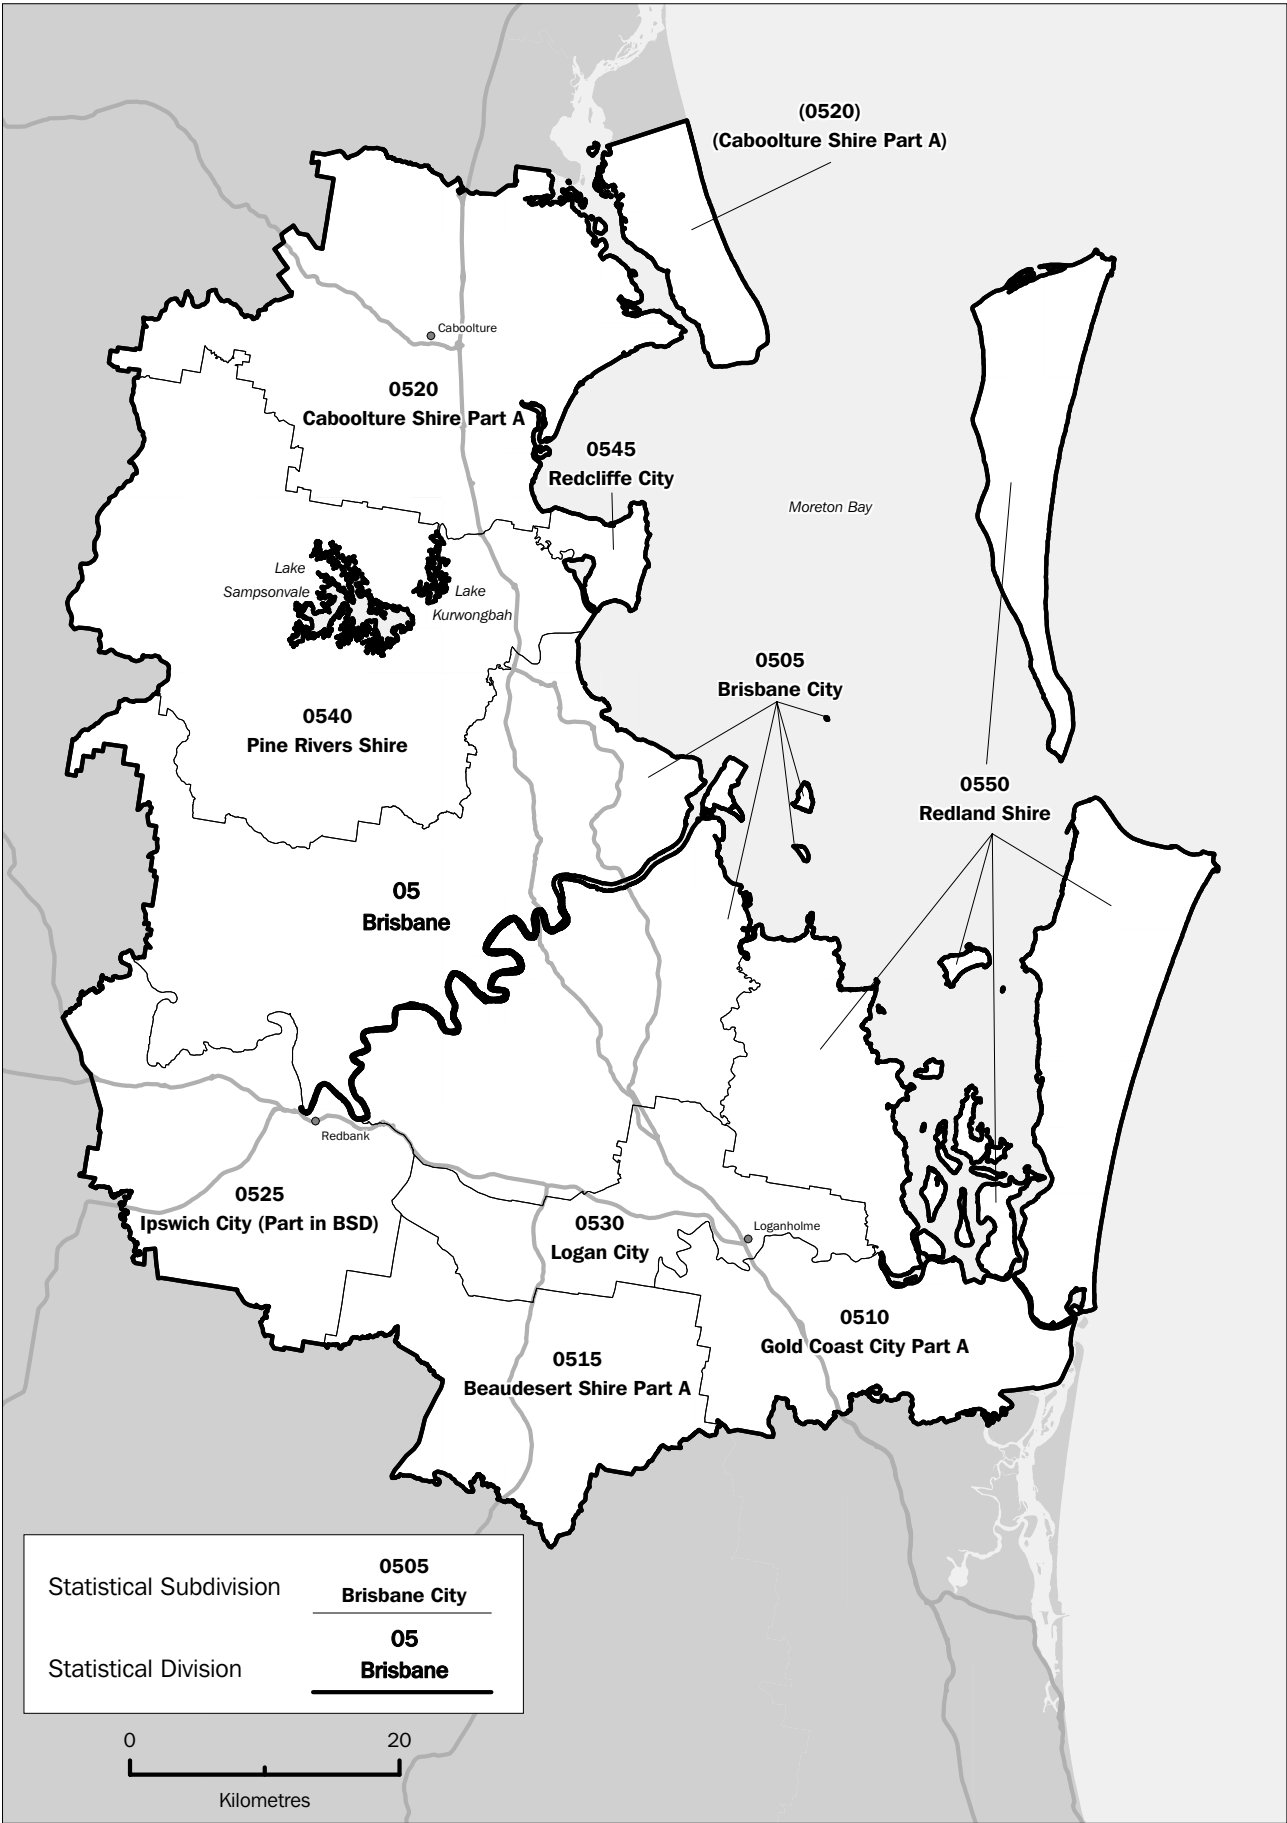 (0520)
(Caboolture Shire Part A)
Caboolture
0520
Caboolture Shire Part A
0545
Redcliffe City
Moreton Bay
Lake
Sampsonvale
Lake
Kurwongbah
0505
Brisbane City
0540
Pine Rivers Shire
0550
Redland Shire
05
Brisbane
Redbank
0525
Ipswich City (Part in BSD)
0530
Logan City
Loganholme
0510
Gold Coast City Part A
0515
Beaudesert Shire Part A
Statistical Subdivision
0505
Brisbane City
Statistical Division
05
Brisbane
0 20
Kilometres